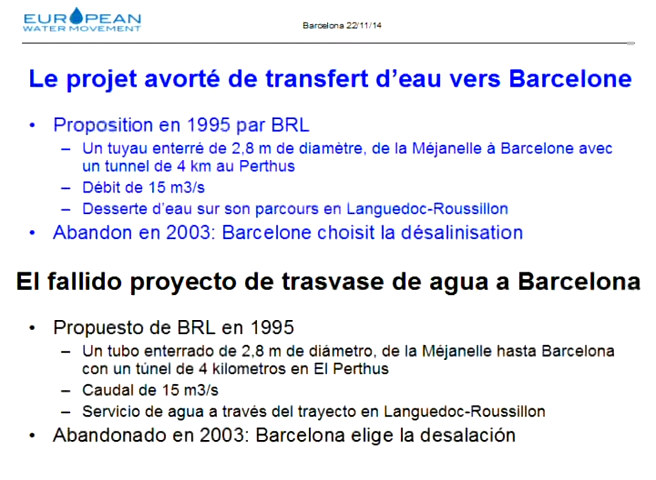 EUROPEAN
WATER MOVEMENT
Barcelona 22/11/14
Le projet avorté de transfert d'eau vers Barcelone
• Proposition en 1995 par BRL
– Un tuyau enterré de 2,8 m de diamètre, de la Méjanelle à Barcelone avec
un tunnel de 4 km au Perthus
– Débit de 15 m3/s
– Desserte d'eau sur son parcours en Languedoc-Roussillon
• Abandon en 2003: Barcelone choisit la désalinisation
El fallido proyecto de trasvase de agua a Barcelona
• Propuesto de BRL en 1995
– Un tubo enterrado de 2,8 m de diámetro, de la Méjanelle hasta Barcelona
con un túnel de 4 kilometros en El Perthus
– Caudal de 15 m3/s
– Servicio de agua a través del trayecto en Languedoc-Roussillon
• Abandonado en 2003: Barcelona elige la desalación